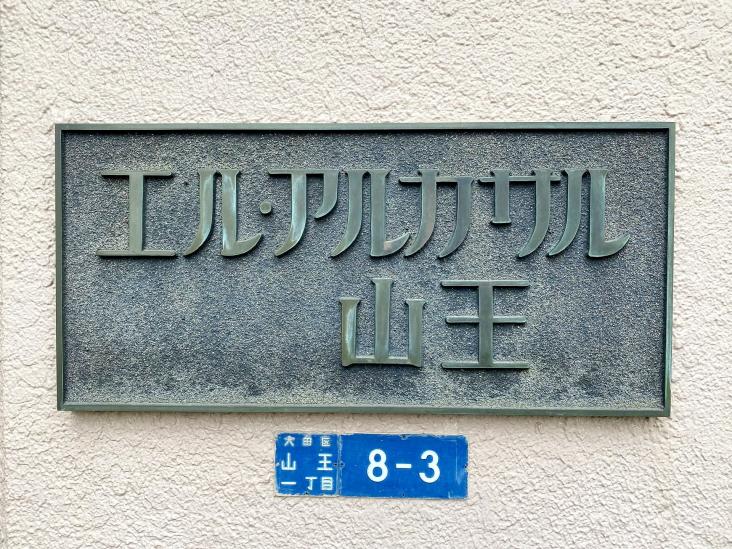 エル・アルカサル
山王
大田区
山王
一丁目
8-3